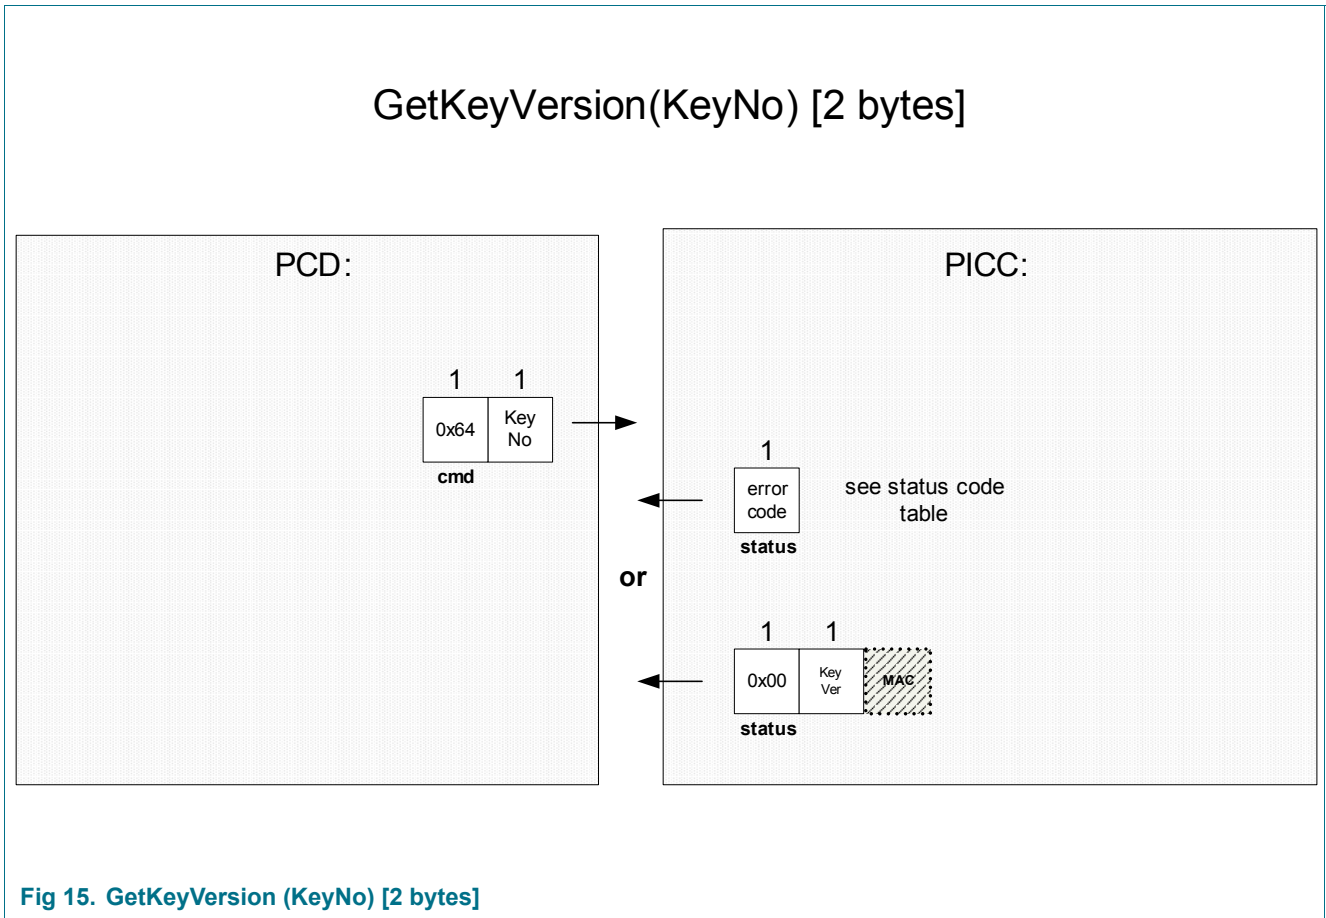 GetKeyVersion(KeyNo) [2 bytes]
PCD:
PICC:
1 1
0x64 Key No
cmd
1
error code
status
see status code
table
or
1 1
0x00 Key Ver MAC
status
Fig 15. GetKeyVersion (KeyNo) [2 bytes]